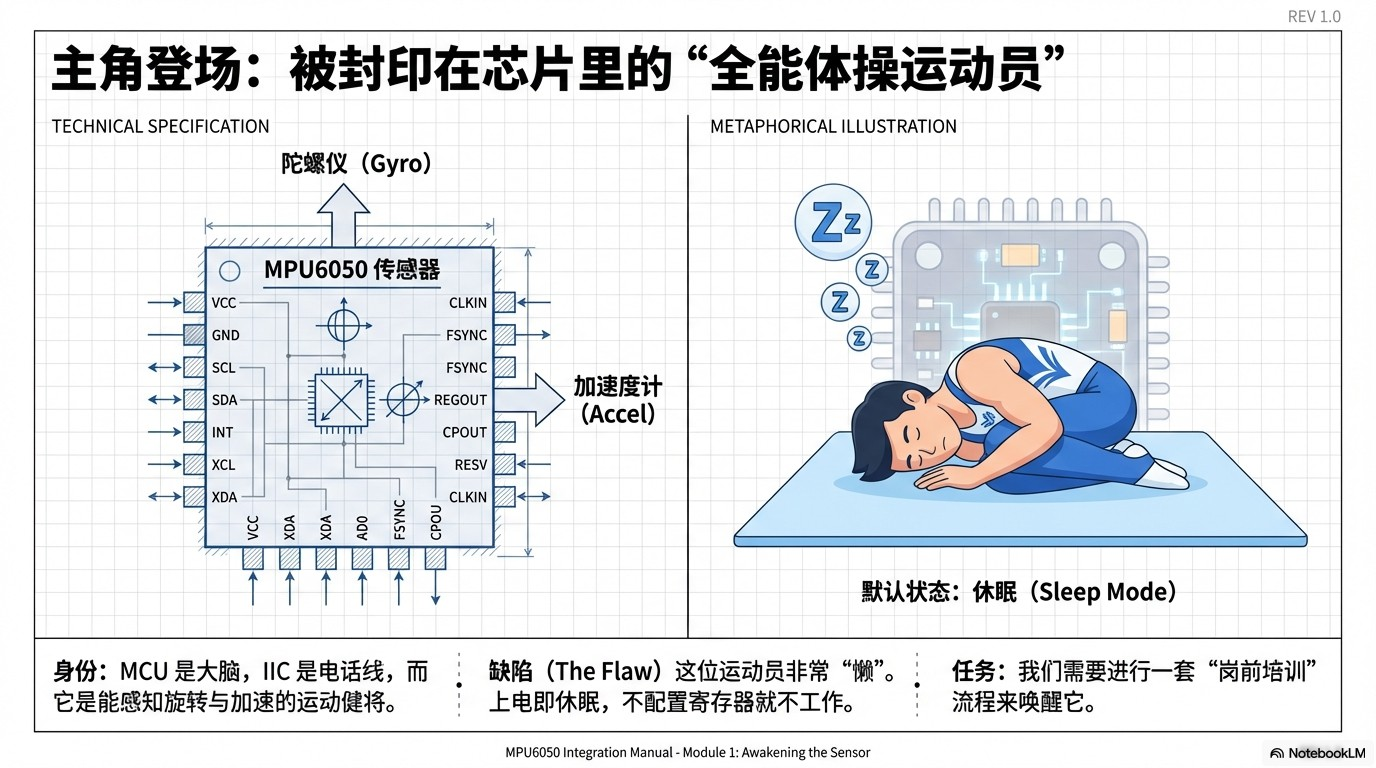 REV 1.0
主角登场：被封印在芯片里的“全能体操运动员”
TECHNICAL SPECIFICATION
陀螺仪（Gyro）
MPU6050 传感器
VCC
GND
SCL
SDA
INT
XCL
XDA
CLKIN
FSYNC
FSYNC
REGOUT
CPOUT
RESV
CLKIN
VCC
XDA
XDA
AD0
FSYNC
CPOU
加速度计
（Accel）
METAPHORICAL ILLUSTRATION
Zz
z
z
z
默认状态：休眠（Sleep Mode）
身份：MCU 是大脑，IIC 是电话线，而
它是能感知旋转与加速的运动健将。
缺陷（The Flaw）这位运动员非常“懒”。
上电即休眠，不配置寄存器就不工作。
任务：我们需要进行一套“岗前培训”
流程来唤醒它。
MPU6050 Integration Manual - Module 1: Awakening the Sensor
NotebookLM